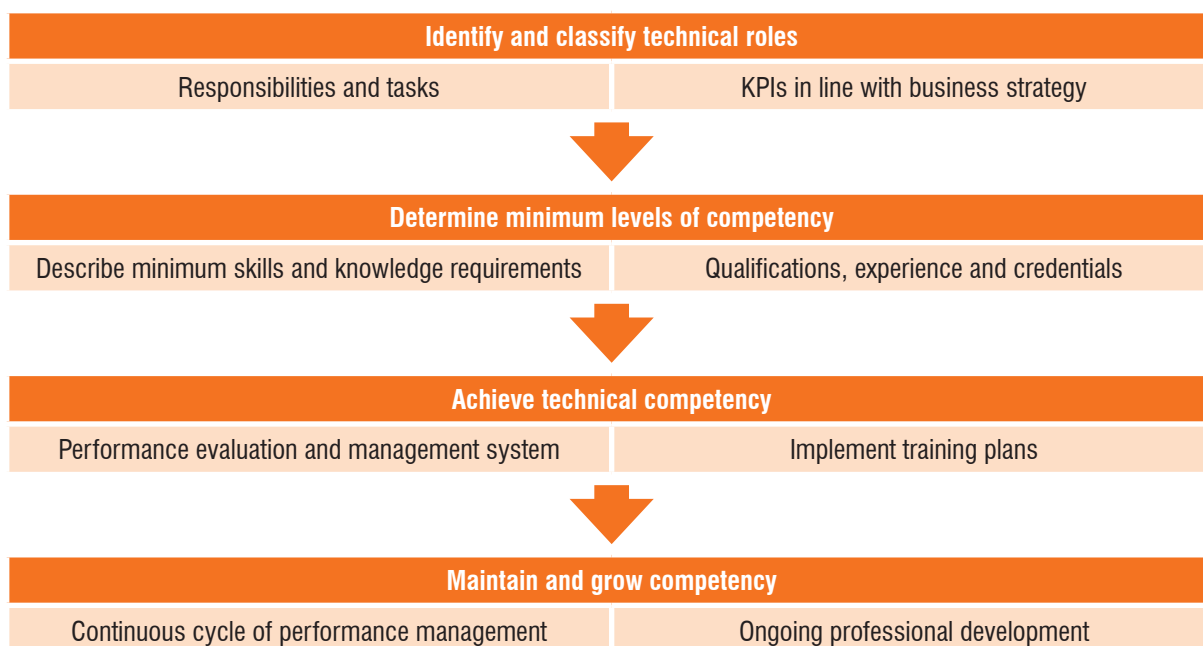 Identify and classify technical roles
Responsibilities and tasks
KPIs in line with business strategy
Determine minimum levels of competency
Describe minimum skills and knowledge requirements
Qualifications, experience and credentials
Achieve technical competency
Performance evaluation and management system
Implement training plans
Maintain and grow competency
Continuous cycle of performance management
Ongoing professional development